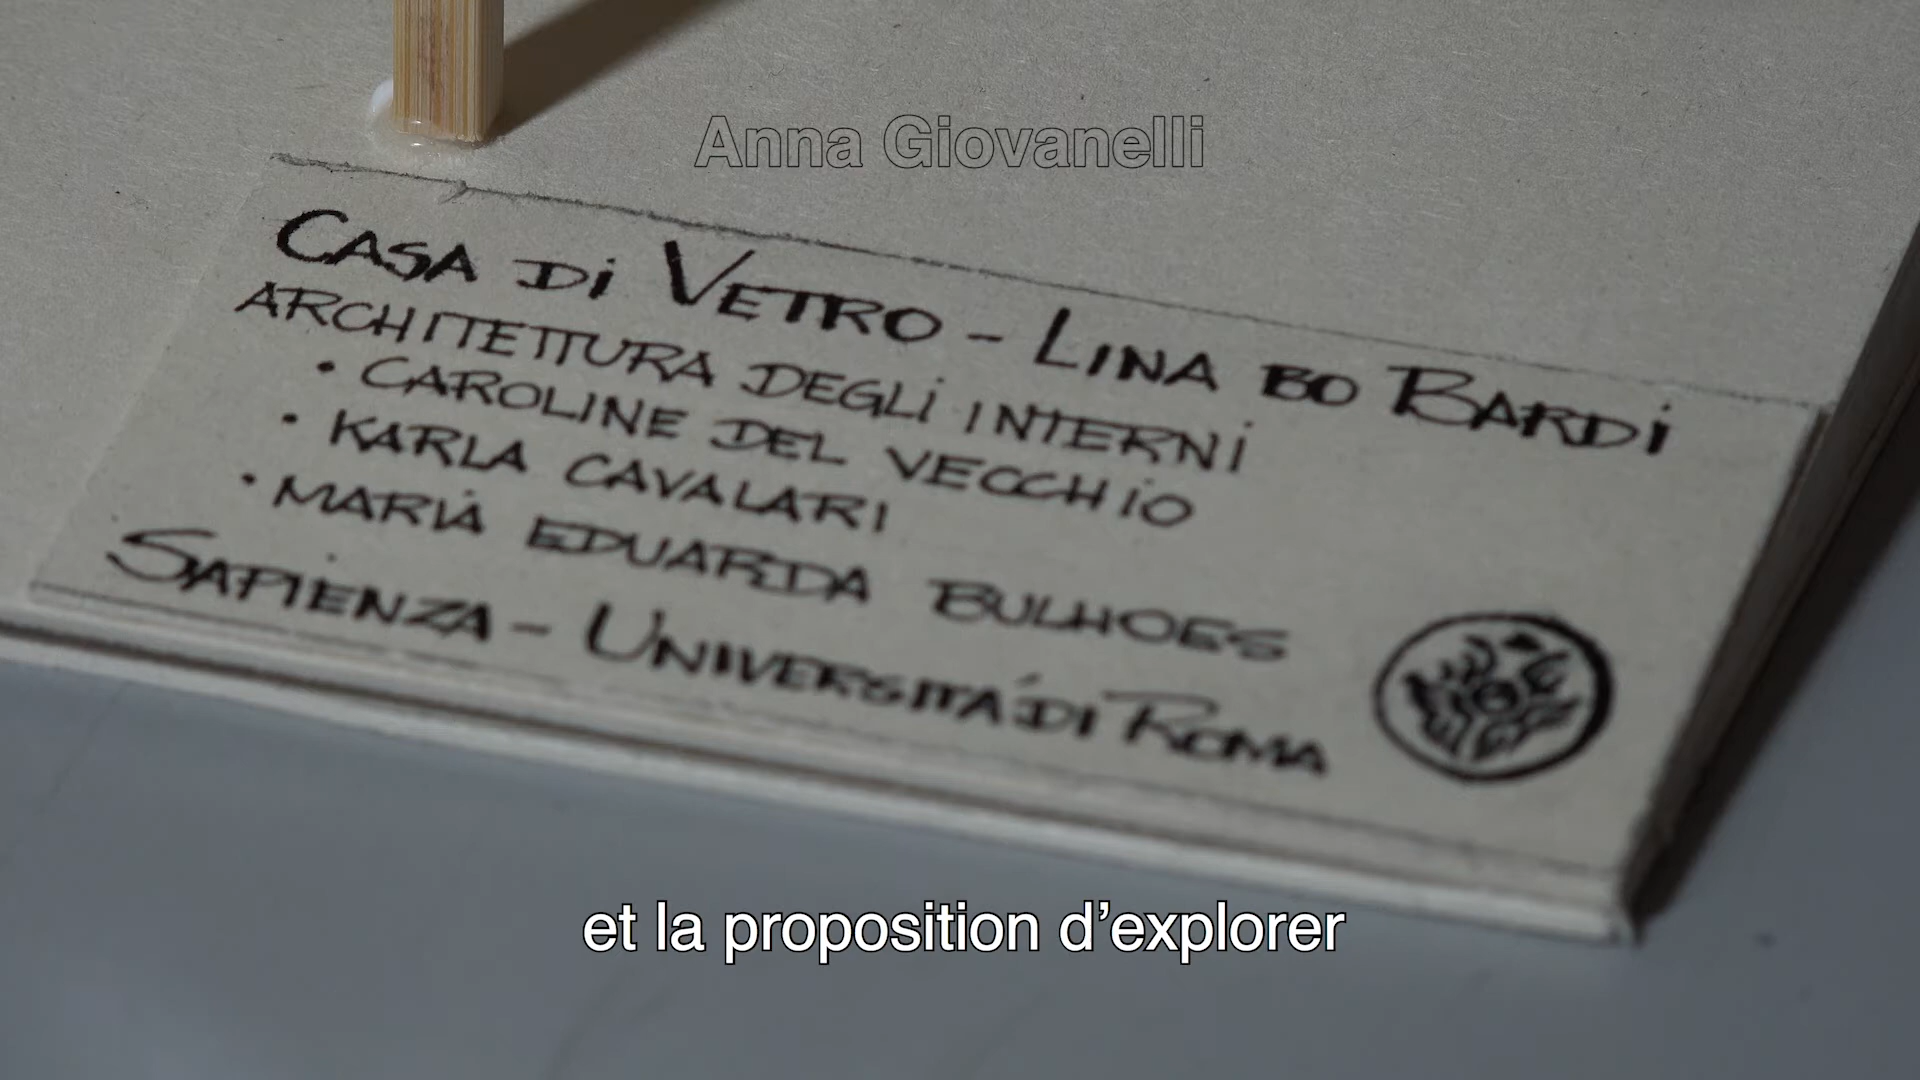 Anna Giovanelli
CASA Di VETRO - LINA BO BARDi
ARCHITETTURA DEGLi INTERNi
• CAROLINE DEL VECCHiO
• KARLA CAVALARI
• MARIA EDUARDA BULHOES
SAPIENZA - UNIVERSITÁ DI ROMA
et la proposition d’explorer